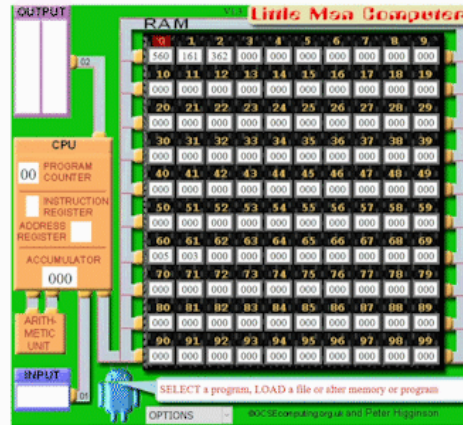 OUTPUT
RAM
V1.3
Little Man Computer
02
0 1 2 3 4 5 6 7 8 9
560 161 362 000 000 000 000 000 000 000
10 11 12 13 14 15 16 17 18 19
000 000 000 000 000 000 000 000 000 000
20 21 22 23 24 25 26 27 28 29
000 000 000 000 000 000 000 000 000 000
30 31 32 33 34 35 36 37 38 39
000 000 000 000 000 000 000 000 000 000
40 41 42 43 44 45 46 47 48 49
000 000 000 000 000 000 000 000 000 000
50 51 52 53 54 55 56 57 58 59
000 000 000 000 000 000 000 000 000 000
60 61 62 63 64 65 66 67 68 69
005 003 000 000 000 000 000 000 000 000
70 71 72 73 74 75 76 77 78 79
000 000 000 000 000 000 000 000 000 000
80 81 82 83 84 85 86 87 88 89
000 000 000 000 000 000 000 000 000 000
90 91 92 93 94 95 96 97 98 99
000 000 000 000 000 000 000 000 000 000
CPU
00
PROGRAM
COUNTER
INSTRUCTION
REGISTER
ADDRESS
REGISTER
ACCUMULATOR
000
ARITH-
METIC
UNIT
INPUT
01
SELECT a program, LOAD a file or alter memory or program
OPTIONS
©GCSEcomputing.org.uk and Peter Higginson